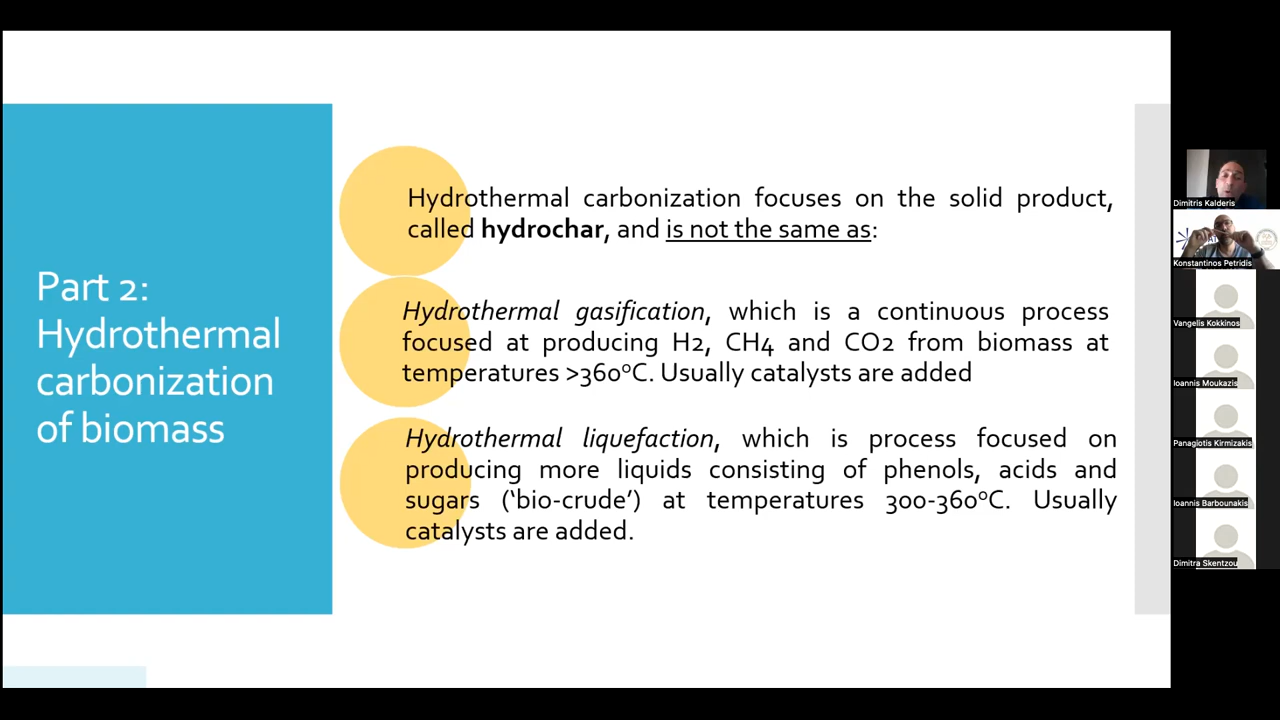 Part 2:
Hydrothermal
carbonization
of biomass
Hydrothermal carbonization focuses on the solid product,
called hydrochar, and is not the same as:
Hydrothermal gasification, which is a continuous process
focused at producing H2, CH4 and CO2 from biomass at
temperatures >360ºC. Usually catalysts are added
Hydrothermal liquefaction, which is process focused on
producing more liquids consisting of phenols, acids and
sugars (‘bio-crude’) at temperatures 300-360ºC. Usually
catalysts are added.
Dimitris Kalderis
Konstantinos Petridis
Vangelis Kokkinos
Ioannis Moukazis
Panagiotis Kirmizakis
Ioannis Barbounakis
Dimitra Skentzou